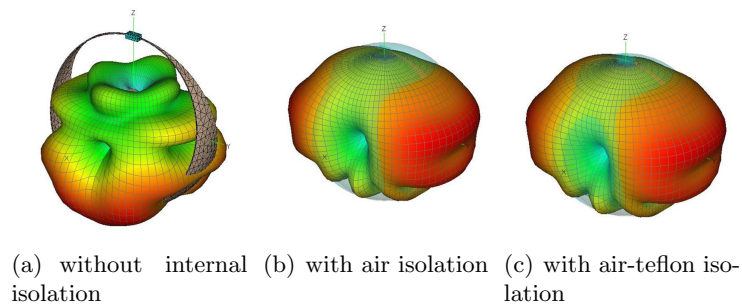 Z
X
Y
Z
X
Z
X
(a) without internal isolation
(b) with air isolation
(c) with air-teflon iso-
lation